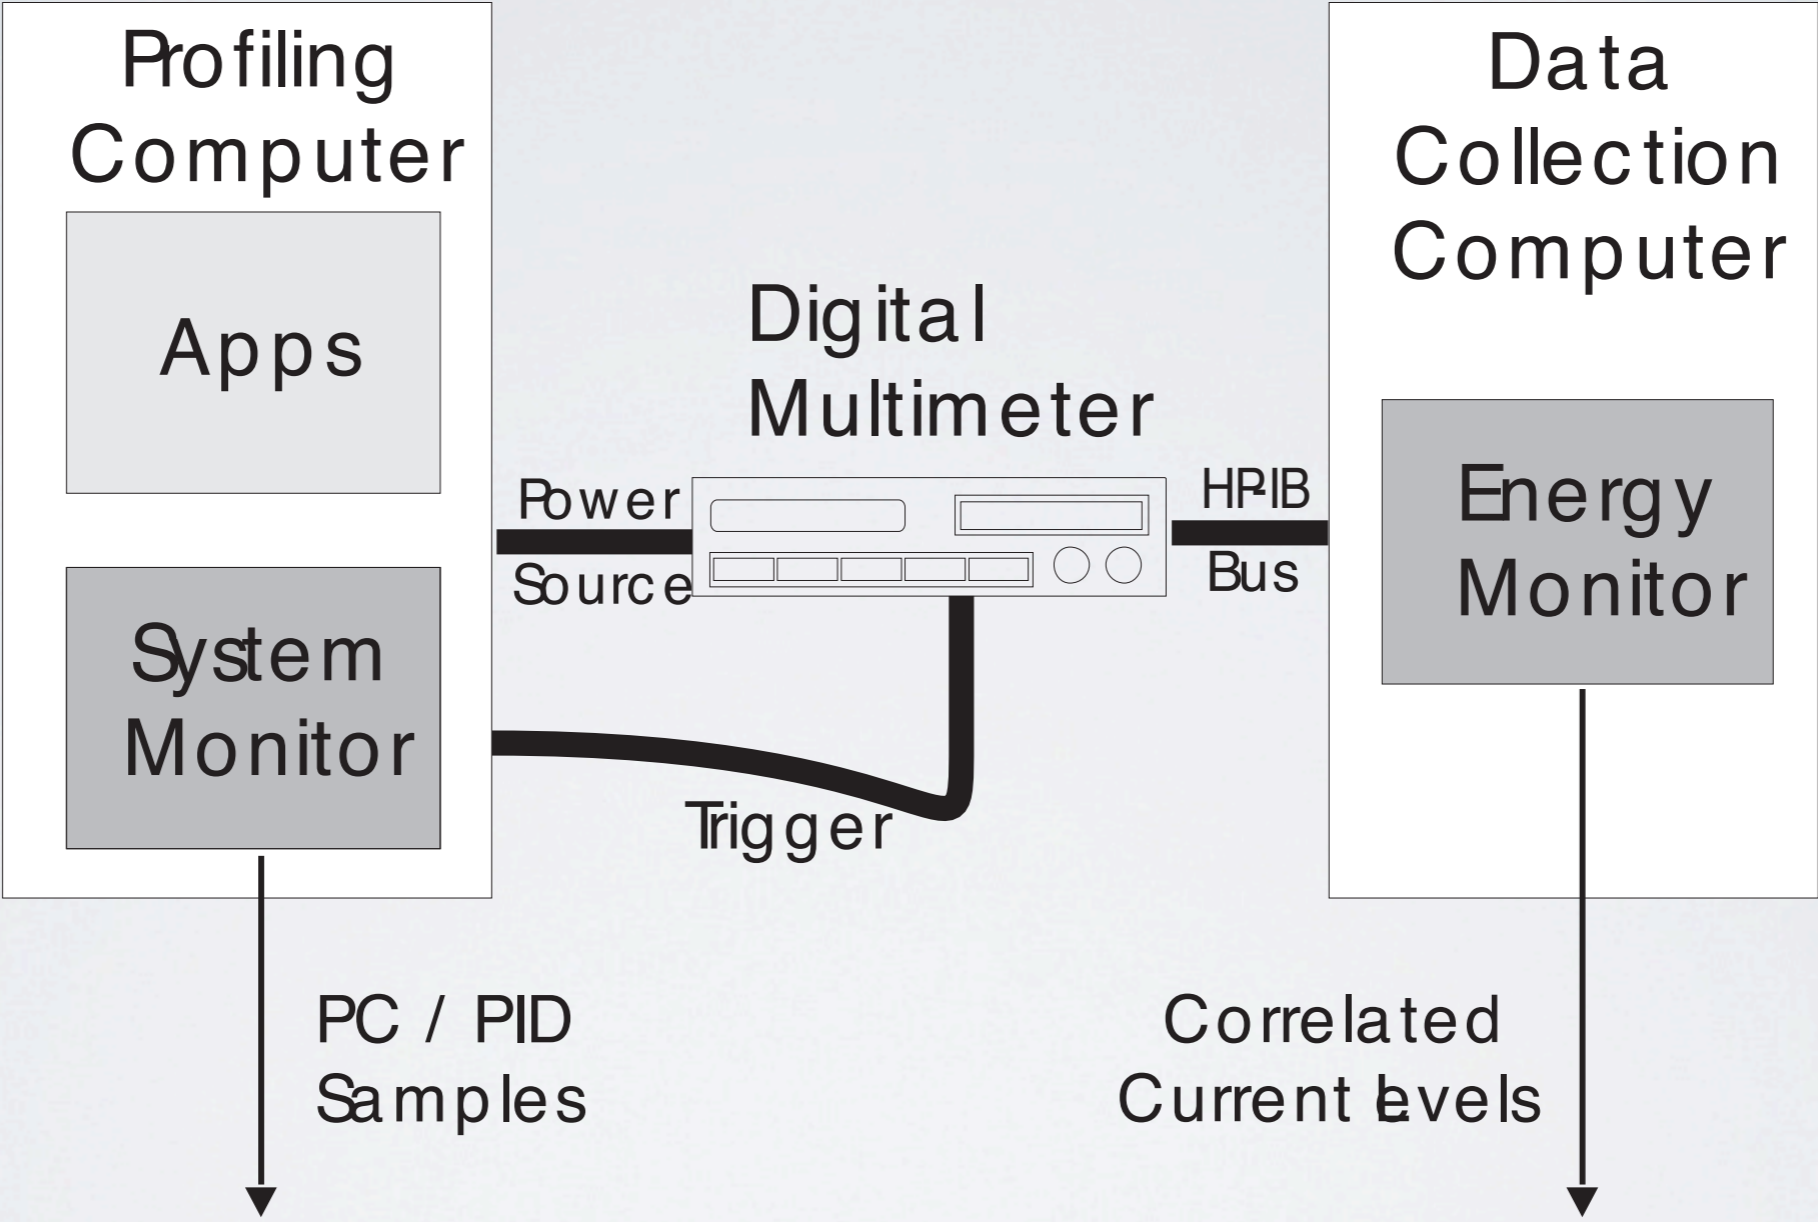 Profiling
Computer
Apps
System
Monitor
Power
Source
Digital
Multimeter
Trigger
HP-IB
Bus
Data
Collection
Computer
Energy
Monitor
PC / PID
Samples
Correlated
Current Levels